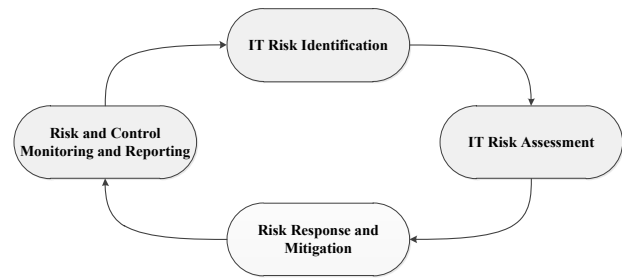 IT Risk Identification
IT Risk Assessment
Risk Response and
Mitigation
Risk and Control
Monitoring and Reporting